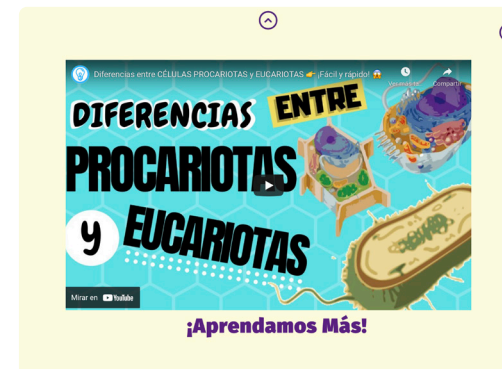 Diferencias entre CÉLULAS PROCARIOTAS y EUCARIOTAS 👉 ¡Fácil y rápido! 😱
Compartir
DIFERENCIAS ENTRE
PROCARIOTAS
y EUCARIOTAS
Mirar en YouTube
¡Aprendamos Más!